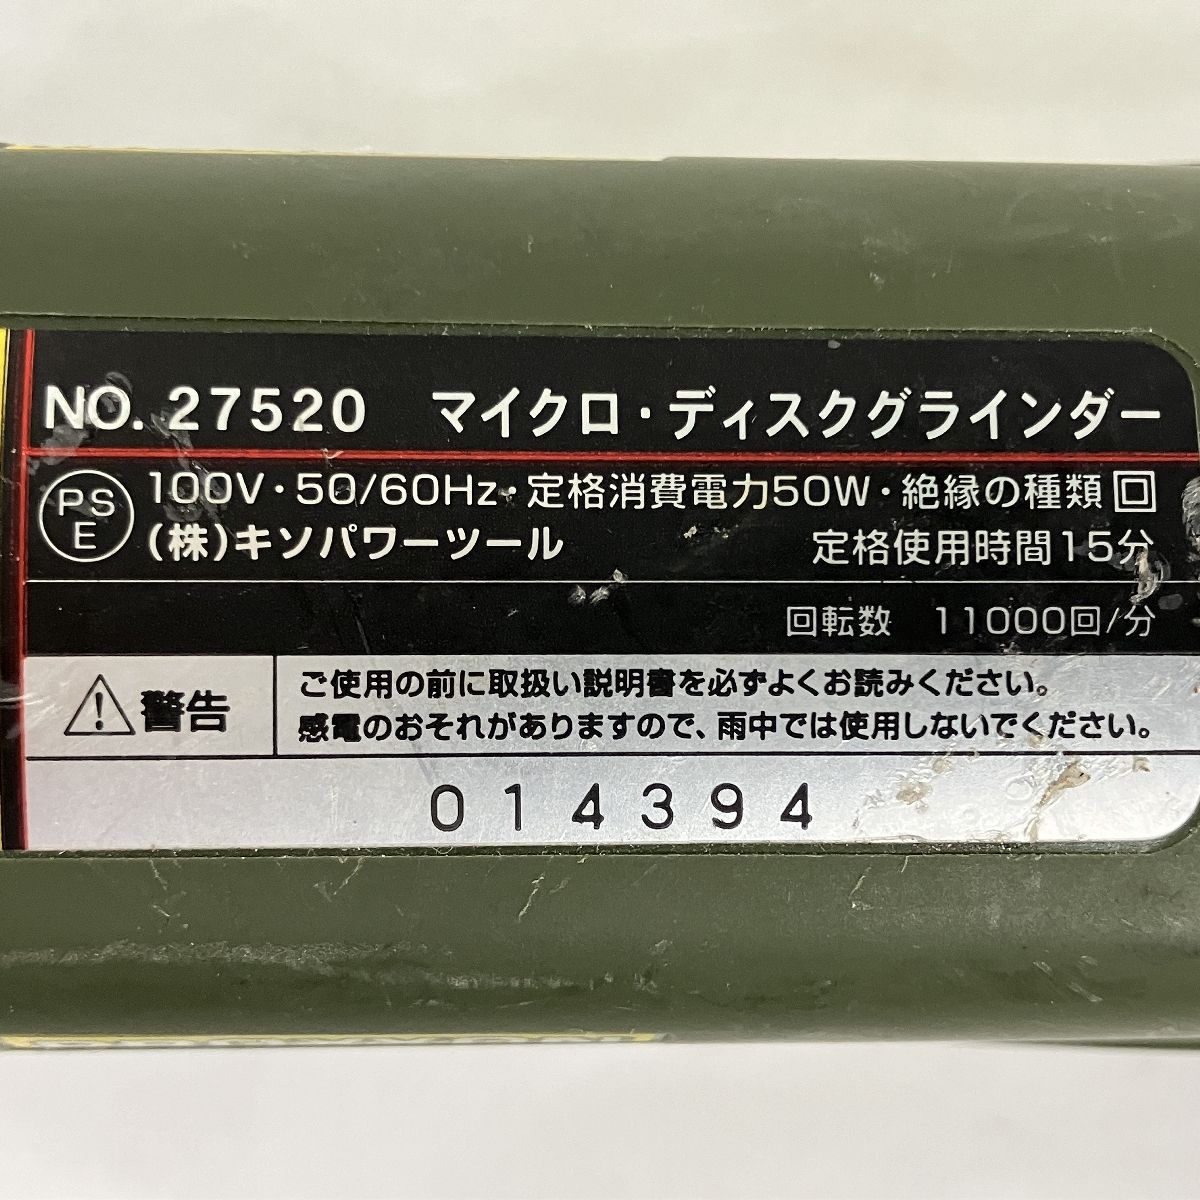 NO. 27520 マイクロ・ディスクグラインダー
PS
E
100V・50/60Hz・定格消費電力50W・絶縁の種類 回
(株)キソパワーツール 定格使用時間15分
回転数 11000回/分
警告
ご使用の前に取扱い説明書を必ずよくお読みください。
感電のおそれがありますので、雨中では使用しないでください。
014394